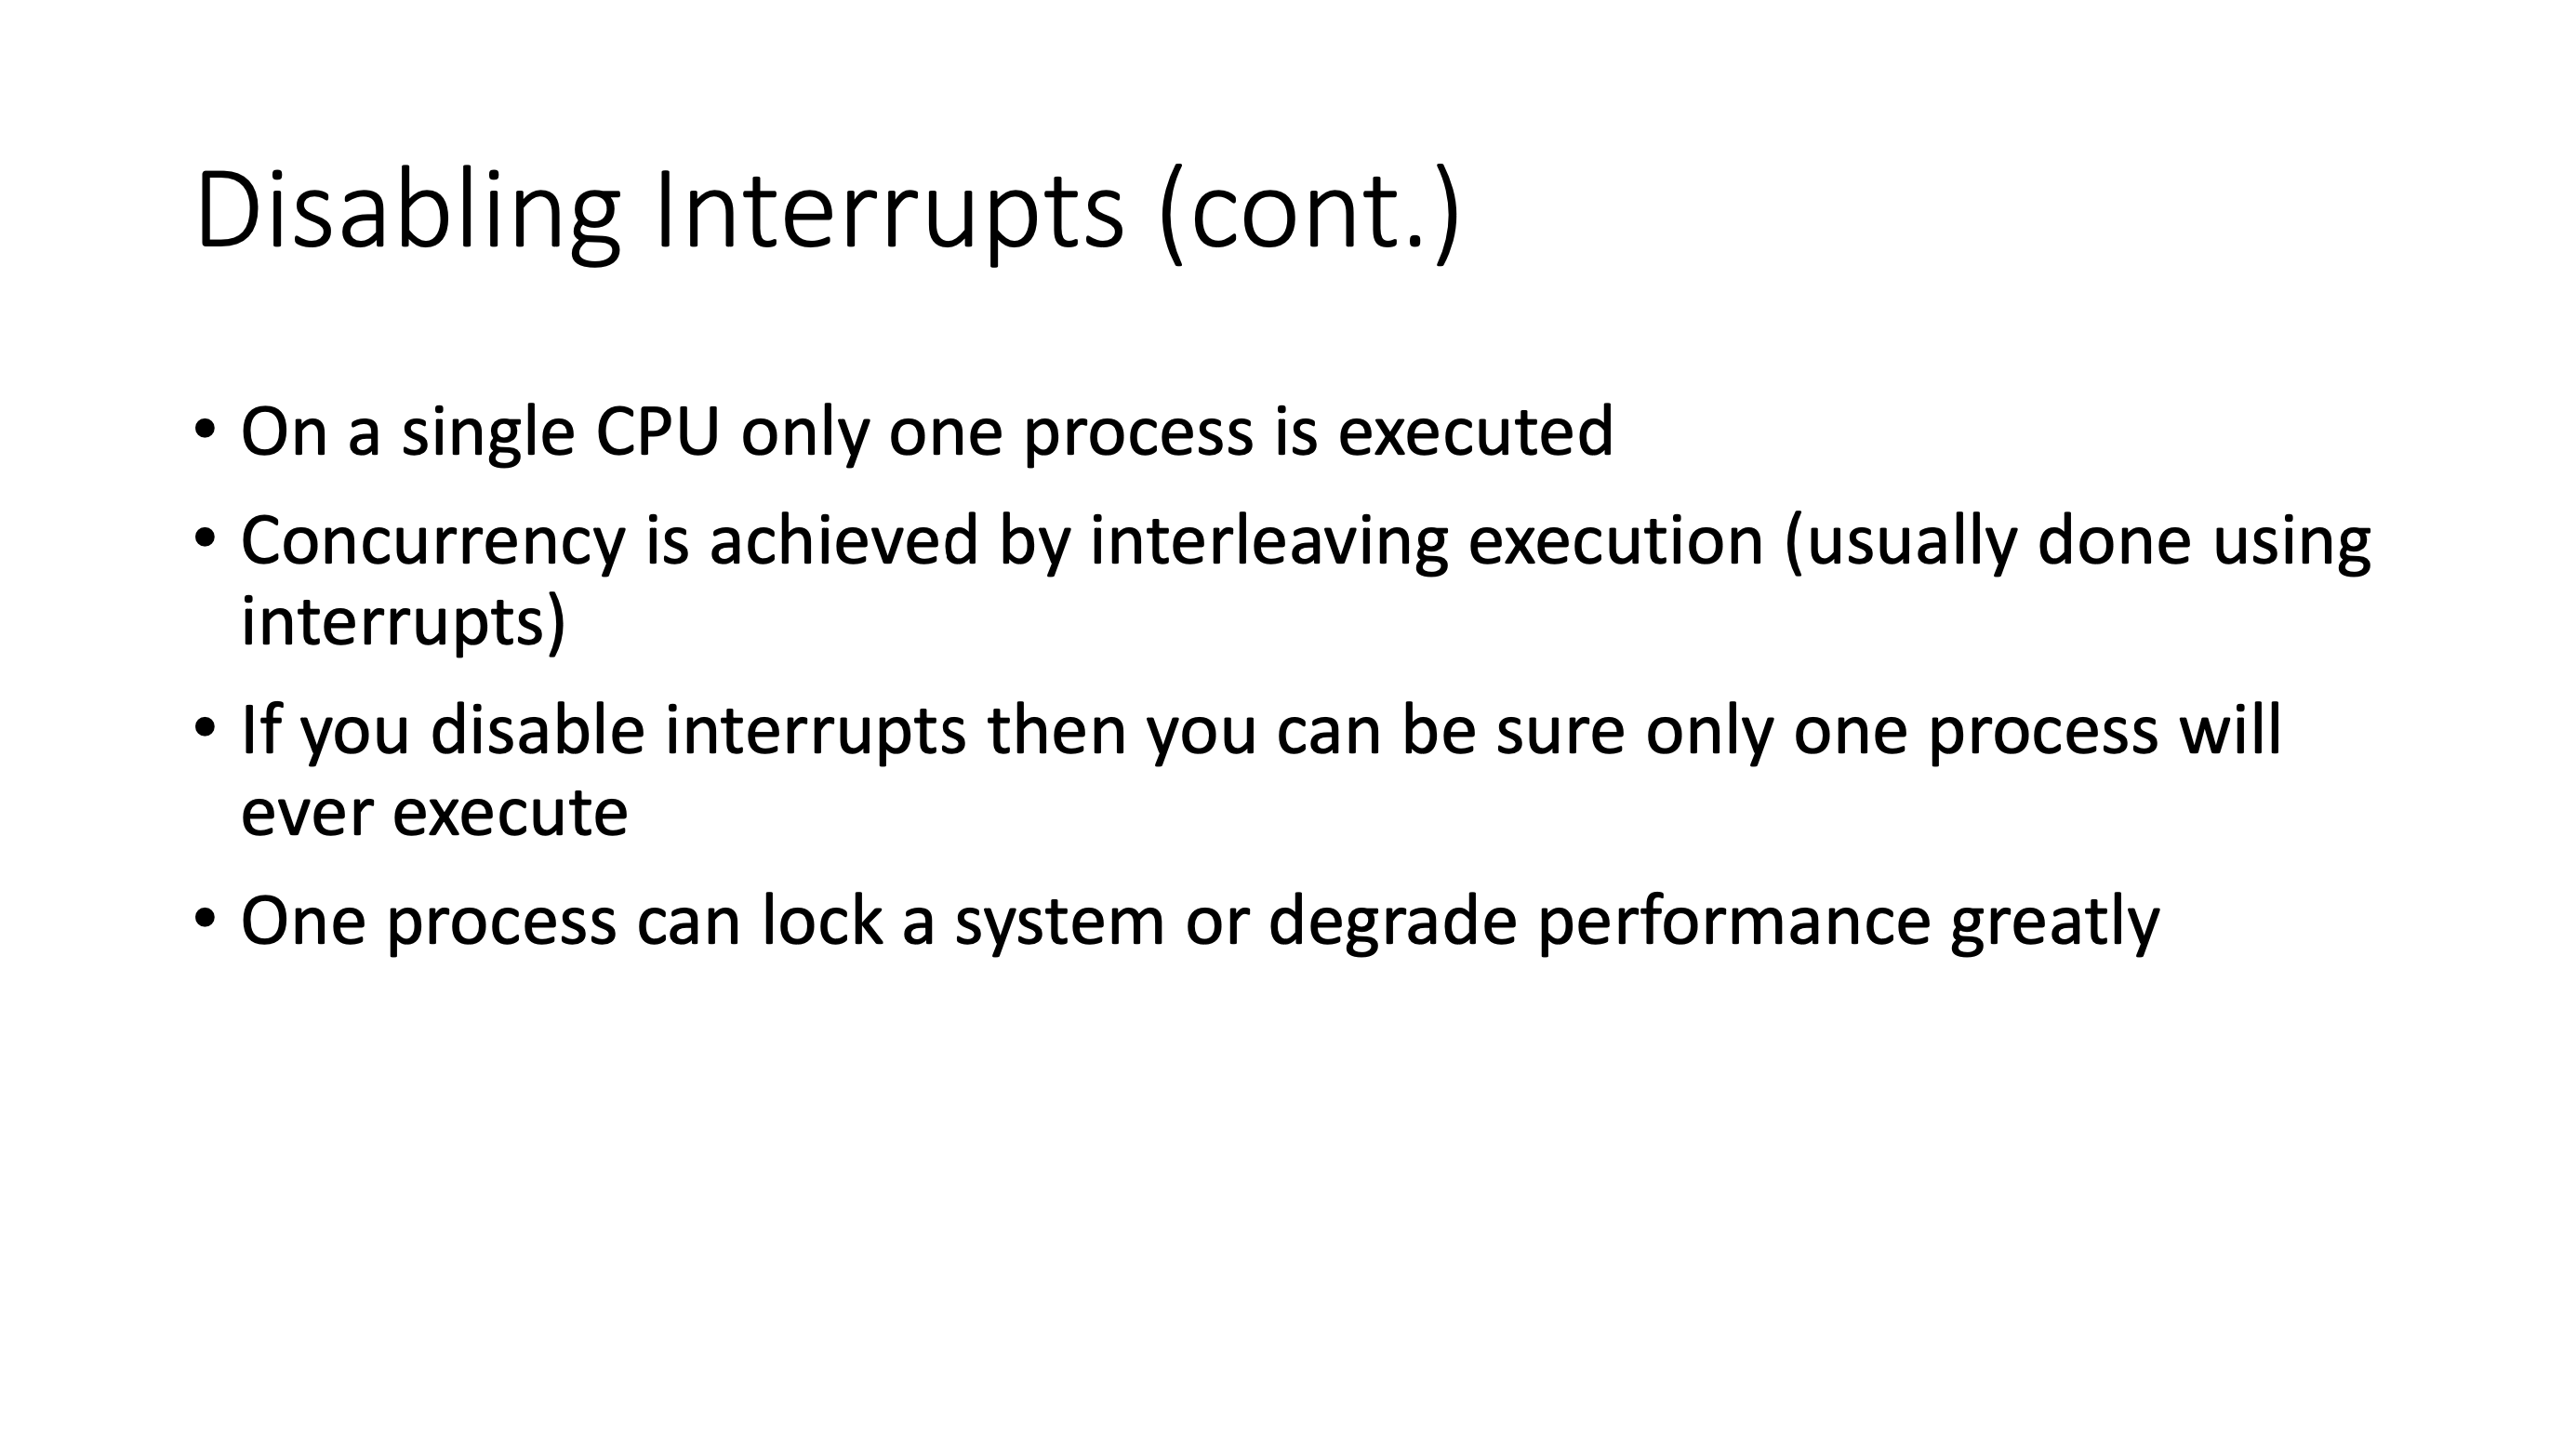 Disabling Interrupts (cont.)
• On a single CPU only one process is executed
• Concurrency is achieved by interleaving execution (usually done using
interrupts)
• If you disable interrupts then you can be sure only one process will
ever execute
• One process can lock a system or degrade performance greatly